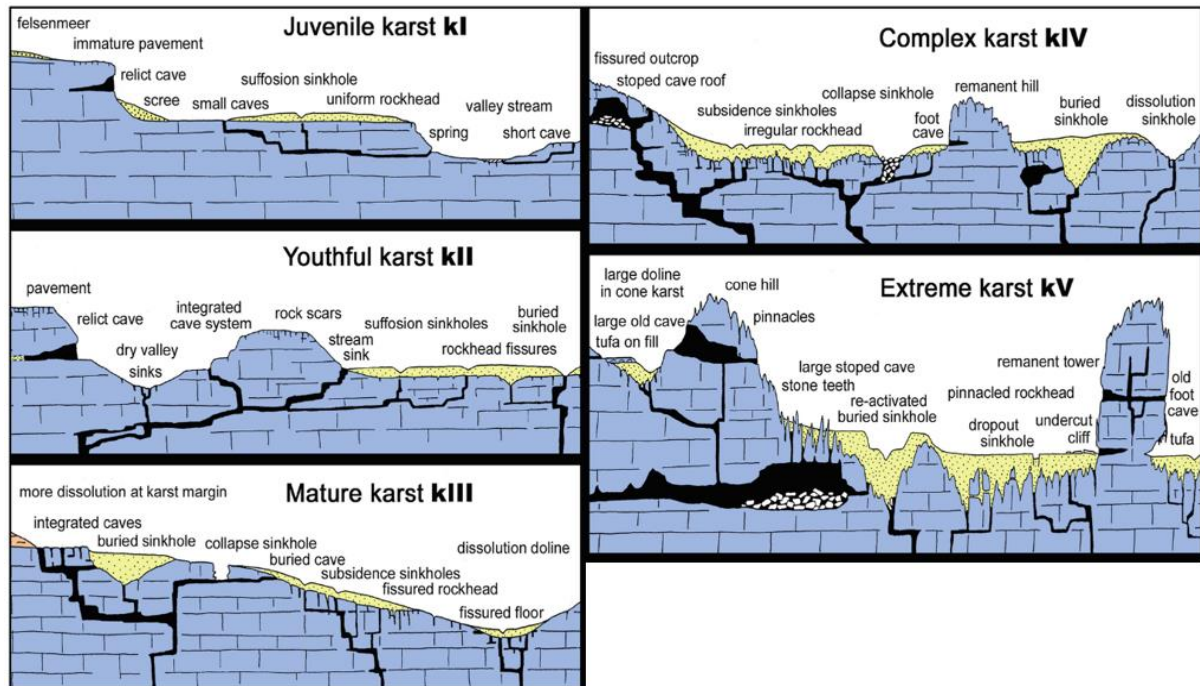 Juvenile karst kI
felsenmeer
immature pavement
relict cave
suffosion sinkhole
scree
small caves
uniform rockhead
valley stream
spring
short cave
Youthful karst kII
pavement
relict cave
dry valley
sinks
integrated
cave system
rock scars
stream
sink
suffosion sinkholes
buried
sinkhole
rockhead fissures
Mature karst kIII
more dissolution at karst margin
integrated caves
buried sinkhole
collapse sinkhole
buried cave
dissolution doline
subsidence sinkholes
fissured rockhead
fissured floor
Complex karst kIV
fissured outcrop
stoped cave roof
collapse sinkhole
remanent hill
subsidence sinkholes
irregular rockhead
foot
cave
buried
sinkhole
dissolution
sinkhole
Extreme karst kV
large doline
in cone karst
cone hill
pinnacles
large old cave
tufa on fill
large stoped cave
stone teeth
re-activated
buried sinkhole
remanent tower
pinnacled rockhead
dropout
sinkhole
undercut
cliff
old
foot
cave
tufa